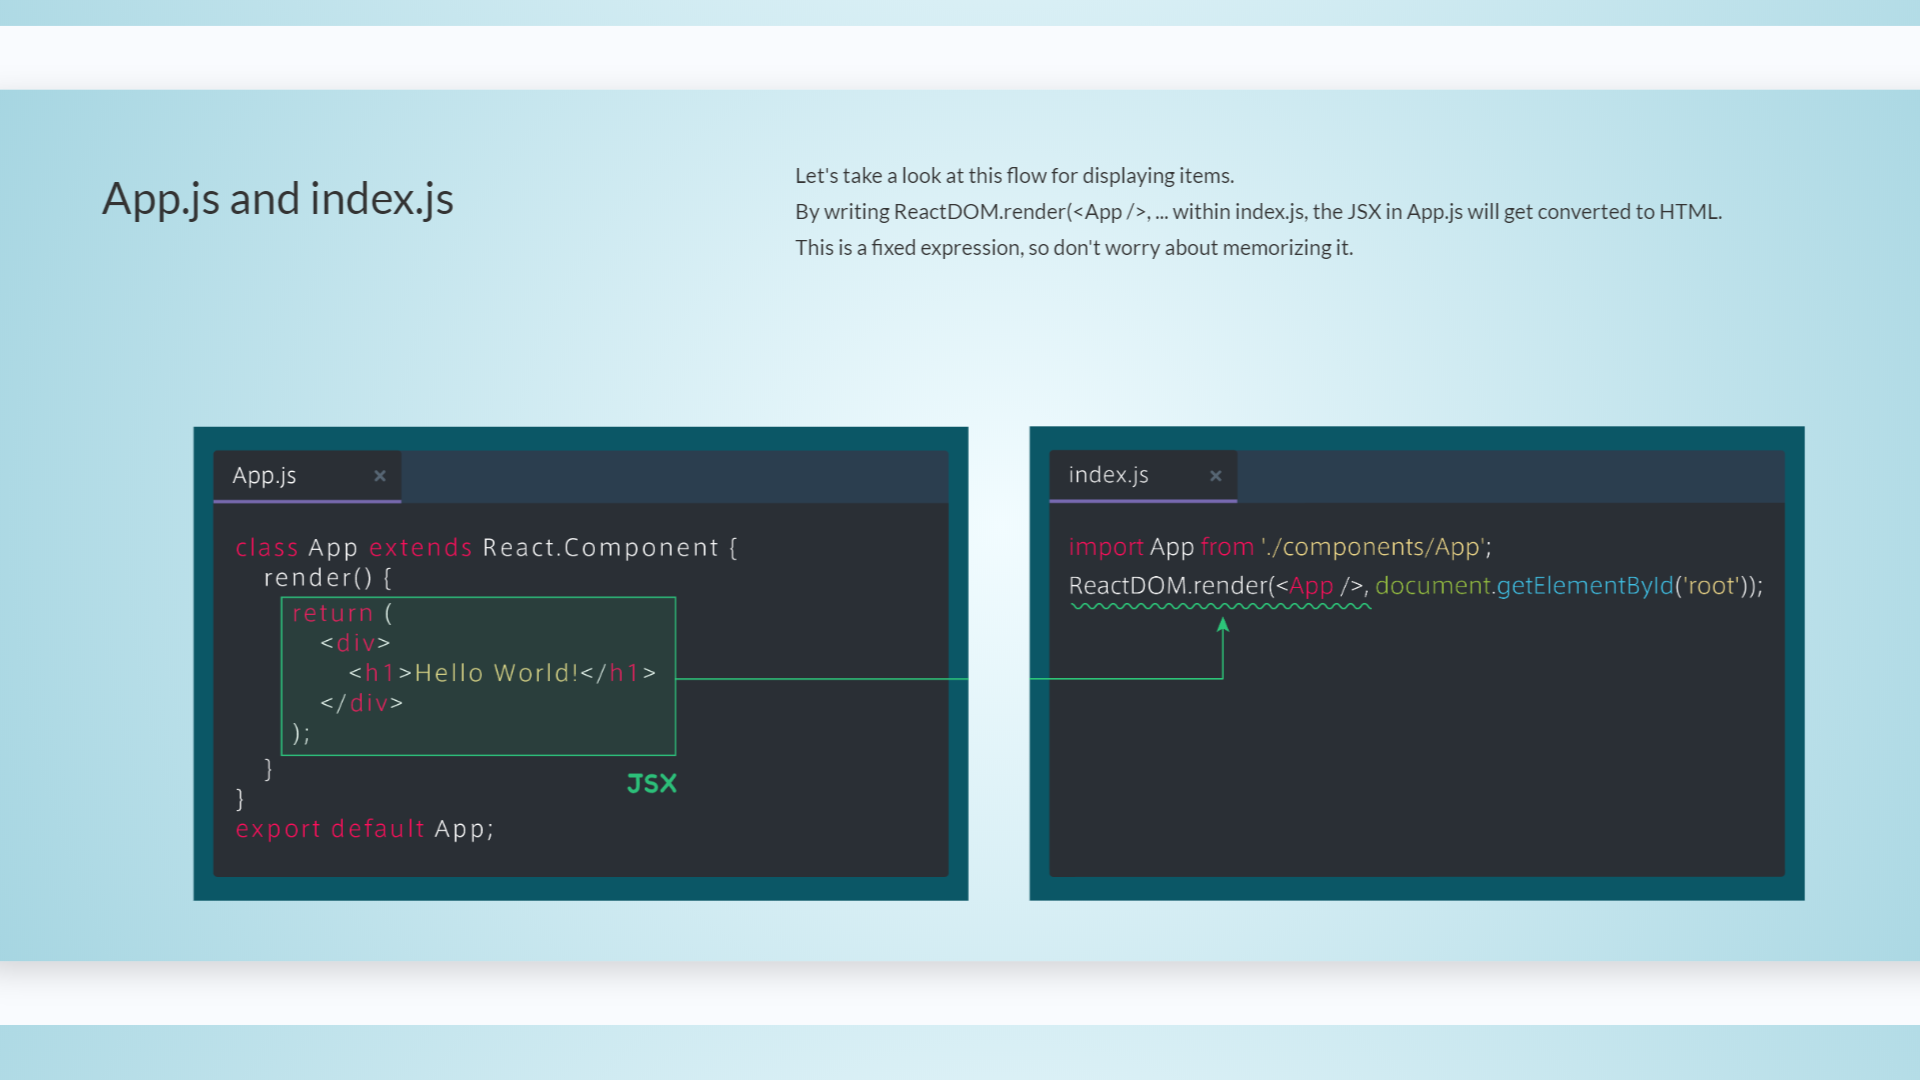 App.js and index.js
Let's take a look at this flow for displaying items.
By writing ReactDOM.render(<App />, ... within index.js, the JSX in App.js will get converted to HTML.
This is a fixed expression, so don't worry about memorizing it.
App.js ×
class App extends React.Component {
render() {
return (
<div>
<h1>Hello World!</h1>
</div>
);
}
}
export default App;
JSX
index.js ×
import App from './components/App';
ReactDOM.render(<App />, document.getElementById('root'));